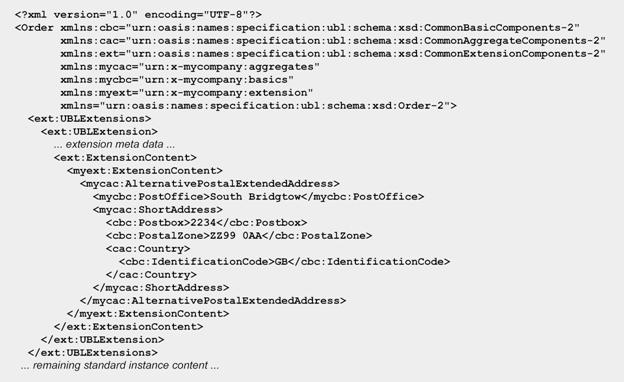 <?xml version="1.0" encoding="UTF-8"?>
<Order xmlns:cbc="urn:oasis:names:specification:ubl:schema:xsd:CommonBasicComponents-2"
xmlns:cac="urn:oasis:names:specification:ubl:schema:xsd:CommonAggregateComponents-2"
xmlns:ext="urn:oasis:names:specification:ubl:schema:xsd:CommonExtensionComponents-2"
xmlns:mycac="urn:x-mycompany:aggregates"
xmlns:mycbc="urn:x-mycompany:basics"
xmlns:myext="urn:x-mycompany:extension"
xmlns="urn:oasis:names:specification:ubl:schema:xsd:Order-2">
<ext:UBLExtensions>
<ext:UBLExtension>
... extension meta data ...
<ext:ExtensionContent>
<myext:ExtensionContent>
<mycac:AlternativePostalExtendedAddress>
<mycbc:PostOffice>South Bridgtow</mycbc:PostOffice>
<mycac:ShortAddress>
<cbc:Postbox>2234</cbc:Postbox>
<cbc:PostalZone>ZZ99 0AA</cbc:PostalZone>
<cac:Country>
<cbc:IdentificationCode>GB</cbc:IdentificationCode>
</cac:Country>
</mycac:ShortAddress>
</mycac:AlternativePostalExtendedAddress>
</myext:ExtensionContent>
</ext:ExtensionContent>
</ext:UBLExtension>
</ext:UBLExtensions>
... remaining standard instance content ...